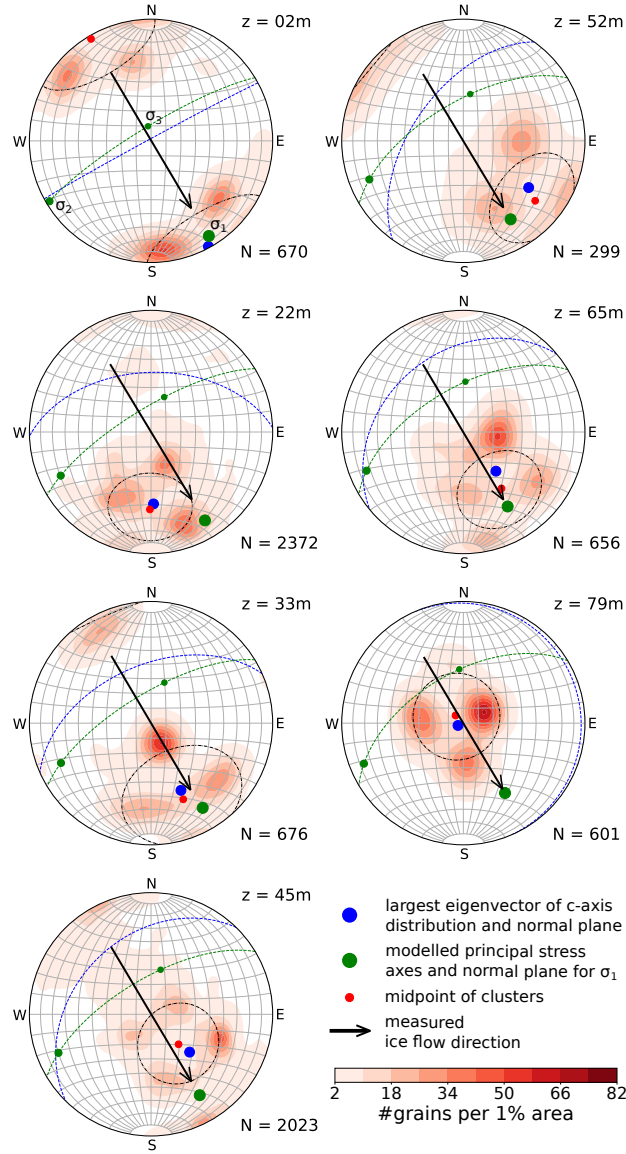 N
z = 02m
W
E
σ3
σ2
σ1
S
N = 670
N
z = 52m
W
E
S
N = 299
N
z = 22m
W
E
S
N = 2372
N
z = 65m
W
E
S
N = 656
N
z = 33m
W
E
S
N = 676
N
z = 79m
W
E
S
N = 601
N
z = 45m
W
E
S
N = 2023
largest eigenvector of c-axis
distribution and normal plane
modelled principal stress
axes and normal plane for σ1
midpoint of clusters
measured
ice flow direction
2 18 34 50 66 82
#grains per 1% area